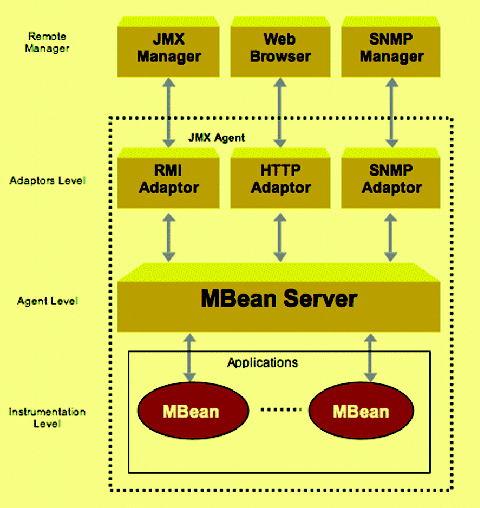 Remote
Manager
JMX
Manager
Web
Browser
SNMP
Manager
JMX Agent
Adaptors Level
RMI
Adaptor
HTTP
Adaptor
SNMP
Adaptor
Agent Level
MBean Server
Applications
Instrumentation
Level
MBean
MBean